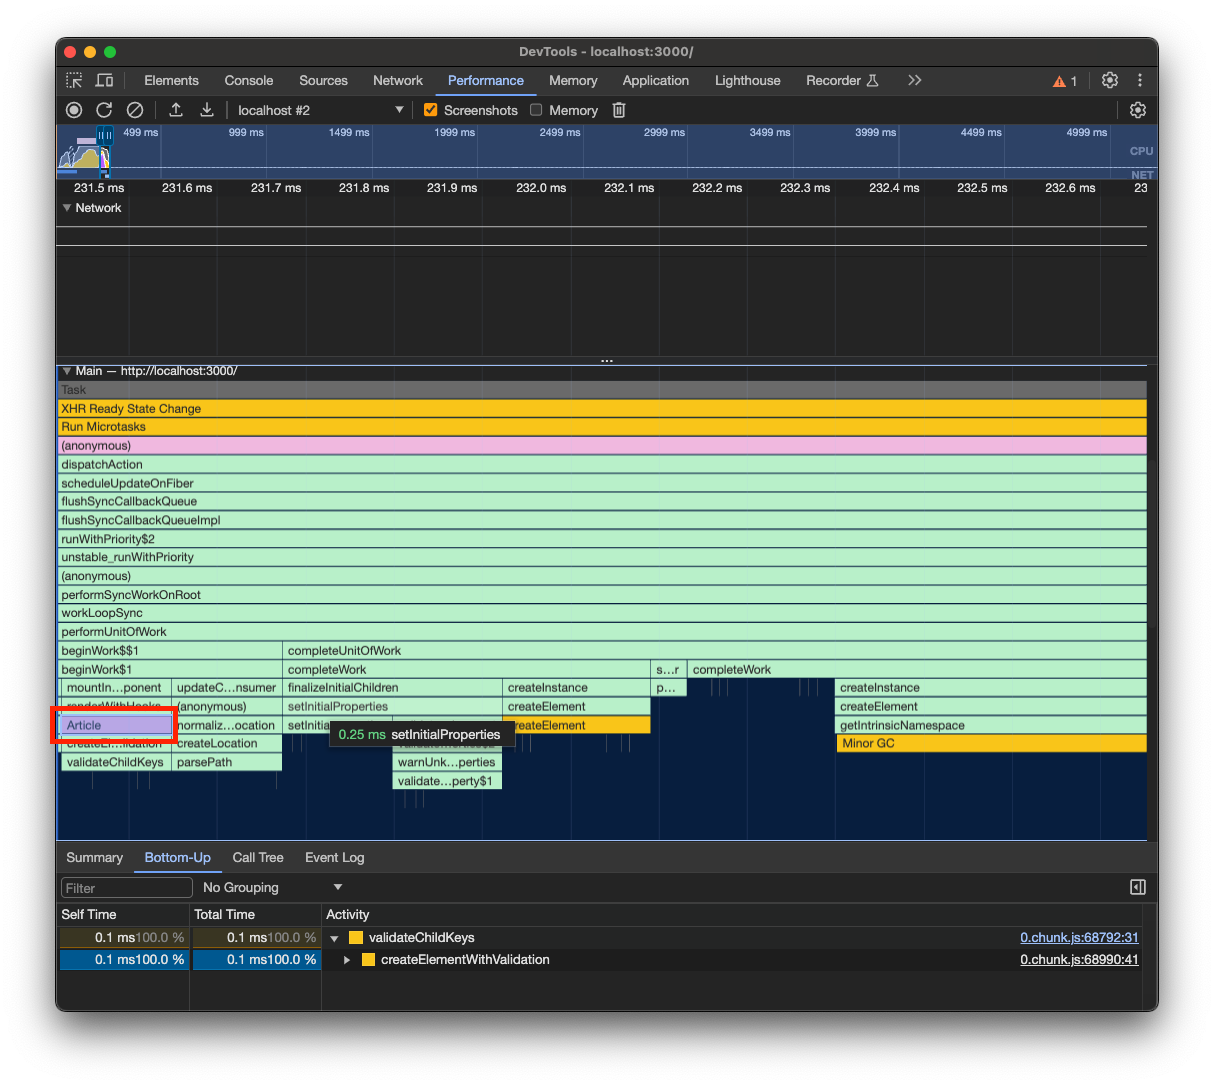 DevTools - localhost:3000/
Elements Console Sources Network Performance Memory Application Lighthouse Recorder 1
localhost #2 Screenshots Memory
499 ms 999 ms 1499 ms 1999 ms 2499 ms 2999 ms 3499 ms 3999 ms 4499 ms 4999 ms
CPU
NET
231.5 ms 231.6 ms 231.7 ms 231.8 ms 231.9 ms 232.0 ms 232.1 ms 232.2 ms 232.3 ms 232.4 ms 232.5 ms 232.6 ms 23
Network
Main — http://localhost:3000/
Task
XHR Ready State Change
Run Microtasks
(anonymous)
dispatchAction
scheduleUpdateOnFiber
flushSyncCallbackQueue
flushSyncCallbackQueueImpl
runWithPriority$2
unstable_runWithPriority
(anonymous)
performSyncWorkOnRoot
workLoopSync
performUnitOfWork
beginWork$$1 completeUnitOfWork
beginWork$1 completeWork s...r completeWork
mountIn...ponent updateC...nsumer finalizeInitialChildren createInstance p... createInstance
renderWithHooks (anonymous) setInitialProperties createElement createElement
Article normaliz...ocation setInitia createElement getIntrinsicNamespace
0.25 ms setInitialProperties
createEl...lidation createLocation Minor GC
validateChildKeys parsePath warnUnk...perties
validate...perty$1
Summary Bottom-Up Call Tree Event Log
Filter No Grouping
Self Time Total Time Activity
0.1 ms 100.0 % 0.1 ms 100.0 % validateChildKeys 0.chunk.js:68792:31
0.1 ms 100.0 % 0.1 ms 100.0 % createElementWithValidation 0.chunk.js:68990:41